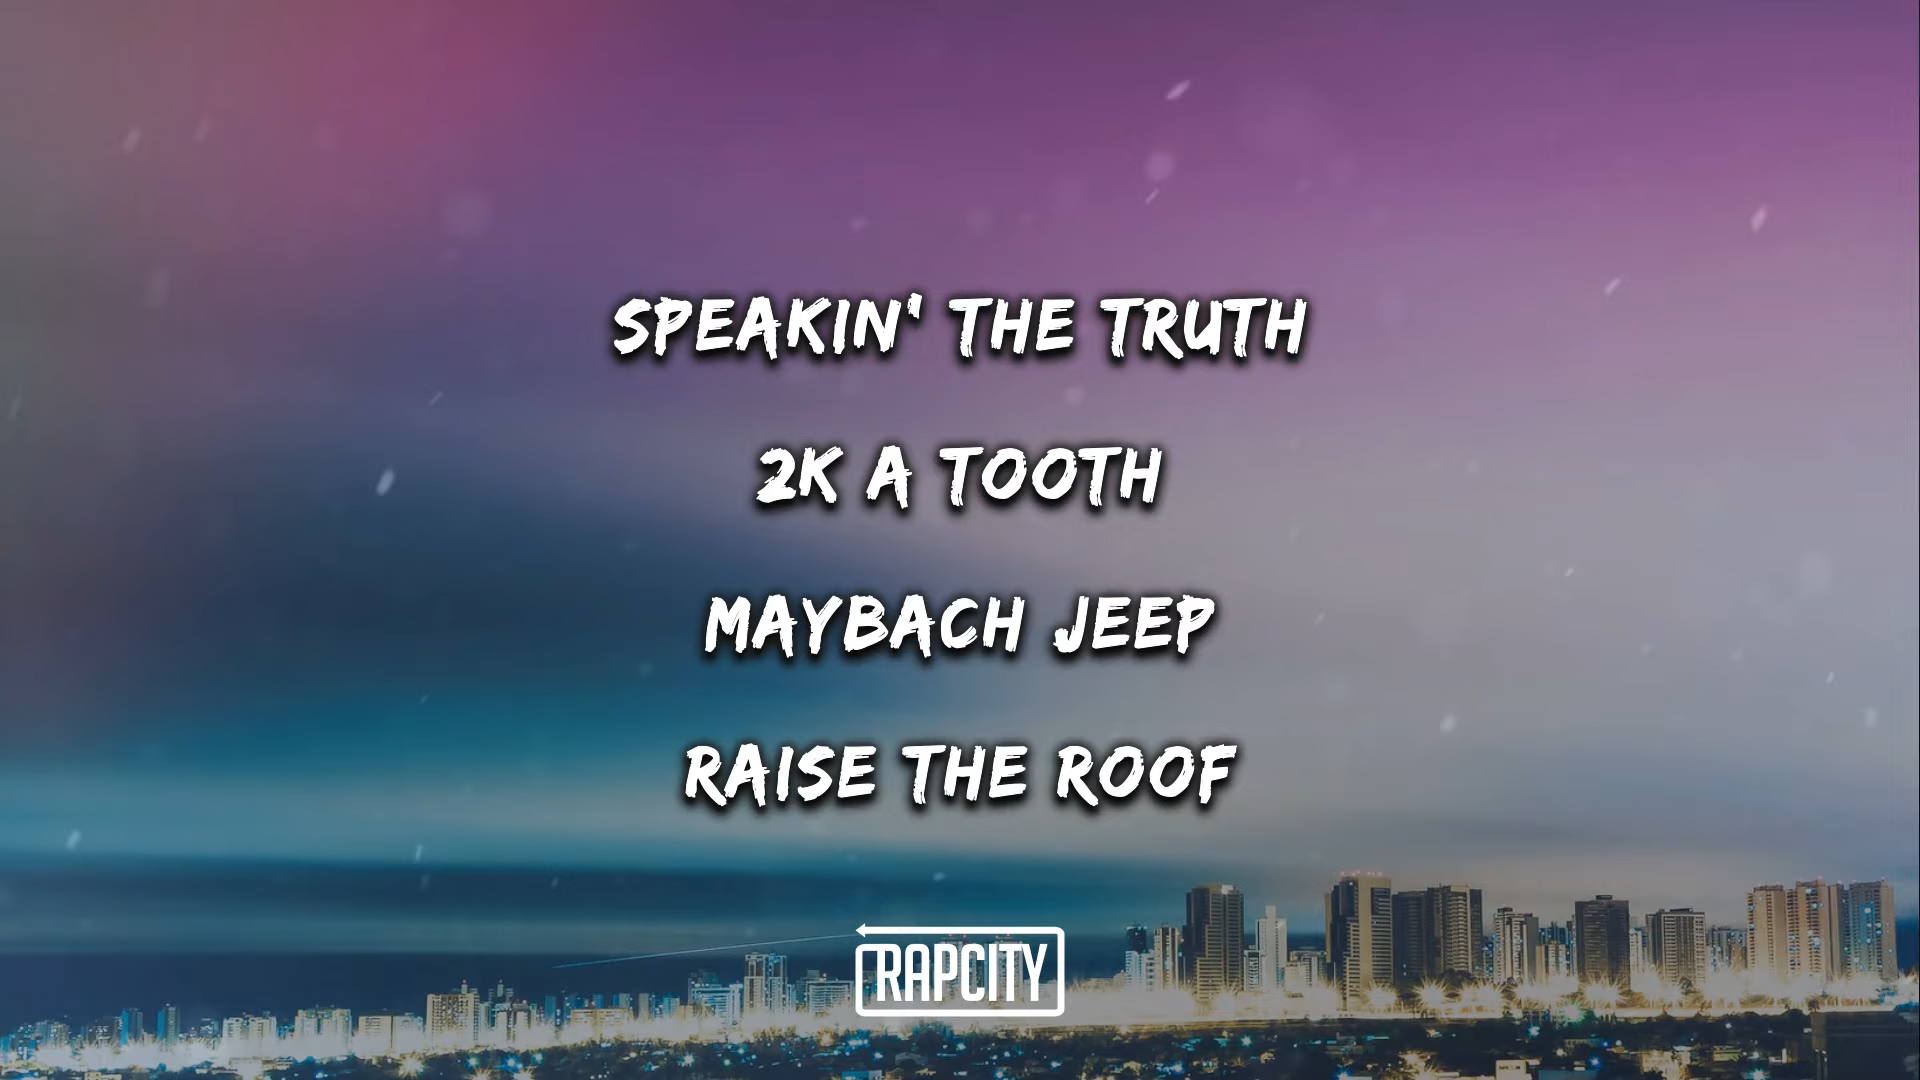 SPEAKIN' THE TRUTH
2K A TOOTH
MAYBACH JEEP
RAISE THE ROOF
RAPCITY